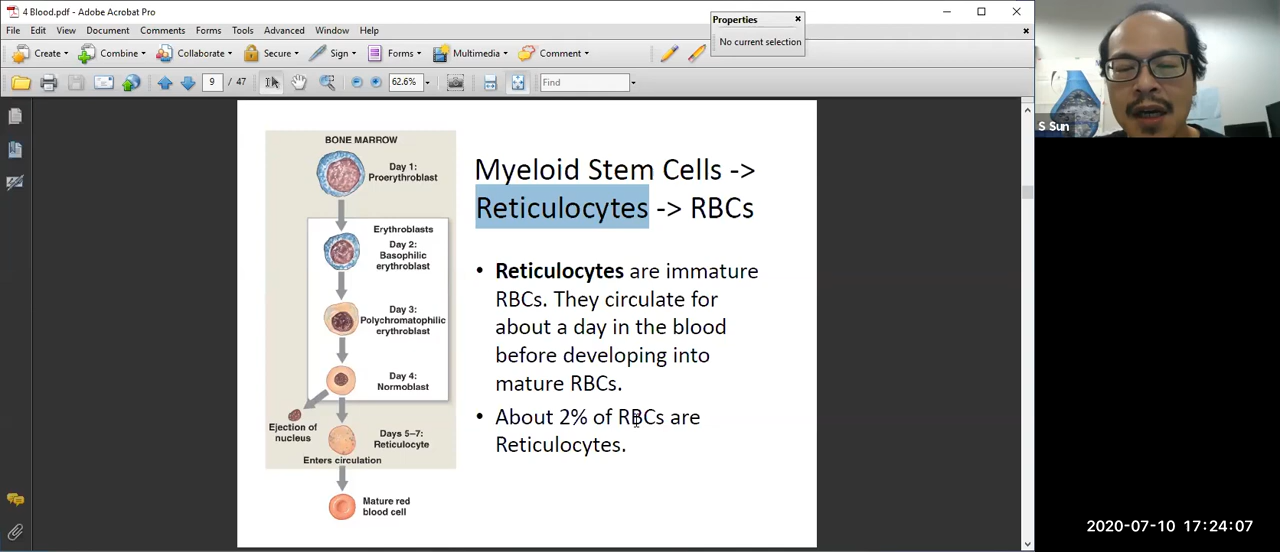 4 Blood.pdf - Adobe Acrobat Pro
File Edit View Document Comments Forms Tools Advanced Window Help
Create Combine Collaborate Secure Sign Forms Multimedia Comment
Properties
No current selection
9 / 47 62.6% Find
BONE MARROW
Day 1:
Proerythroblast
Erythroblasts
Day 2:
Basophilic
erythroblast
Day 3:
Polychromatophilic
erythroblast
Day 4:
Normoblast
Ejection of
nucleus
Days 5–7:
Reticulocyte
Enters circulation
Mature red
blood cell
Myeloid Stem Cells ->
Reticulocytes -> RBCs
• Reticulocytes are immature
RBCs. They circulate for
about a day in the blood
before developing into
mature RBCs.
• About 2% of RBCs are
Reticulocytes.
S Sun
2020-07-10 17:24:07